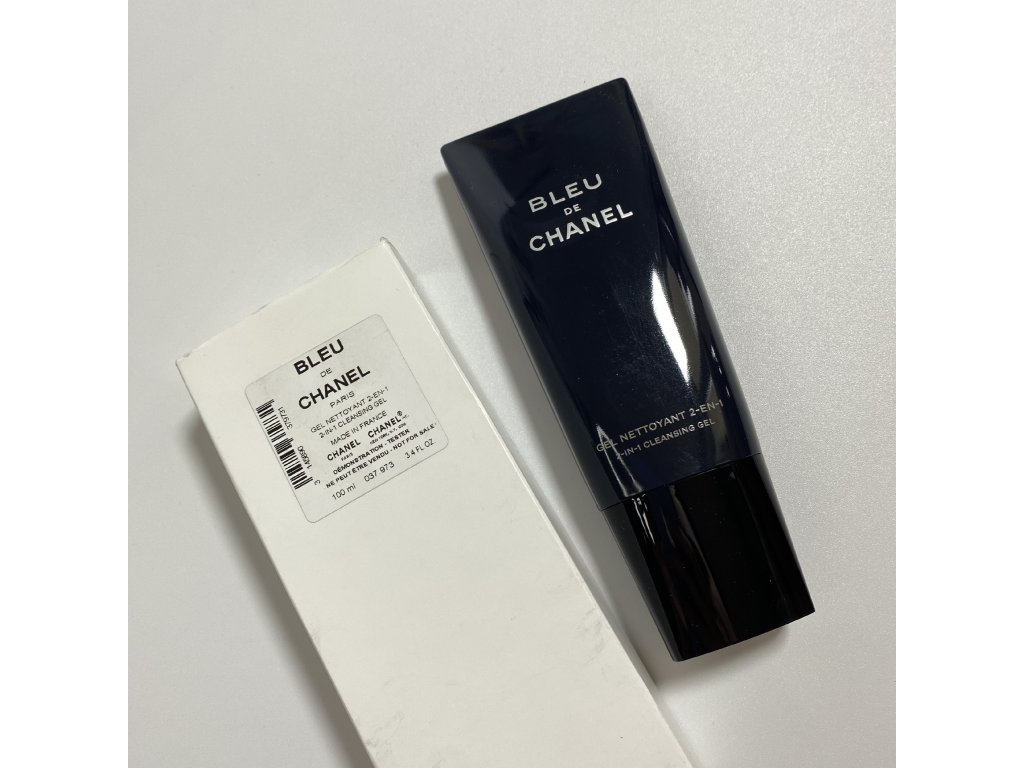 BLEU
DE
CHANEL
GEL NETTOYANT 2-EN-1
2-IN-1 CLEANSING GEL
BLEU
DE
CHANEL
PARIS
GEL NETTOYANT 2-EN-1
2-IN-1 CLEANSING GEL
MADE IN FRANCE
CHANEL CHANEL®
PARIS
DÉMONSTRATION - TESTER
NE PEUT ETRE VENDU - NOT FOR SALE
100 ml 037 973 3.4 FL.OZ.